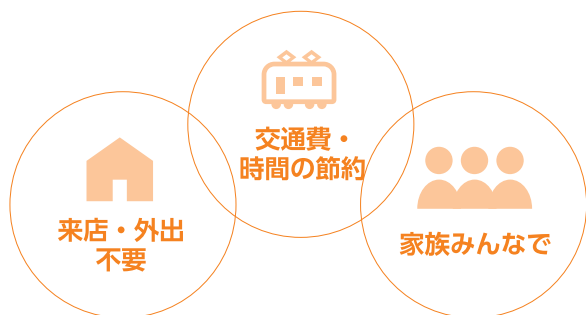 来店・外出
不要
交通費・
時間の節約
家族みんなで